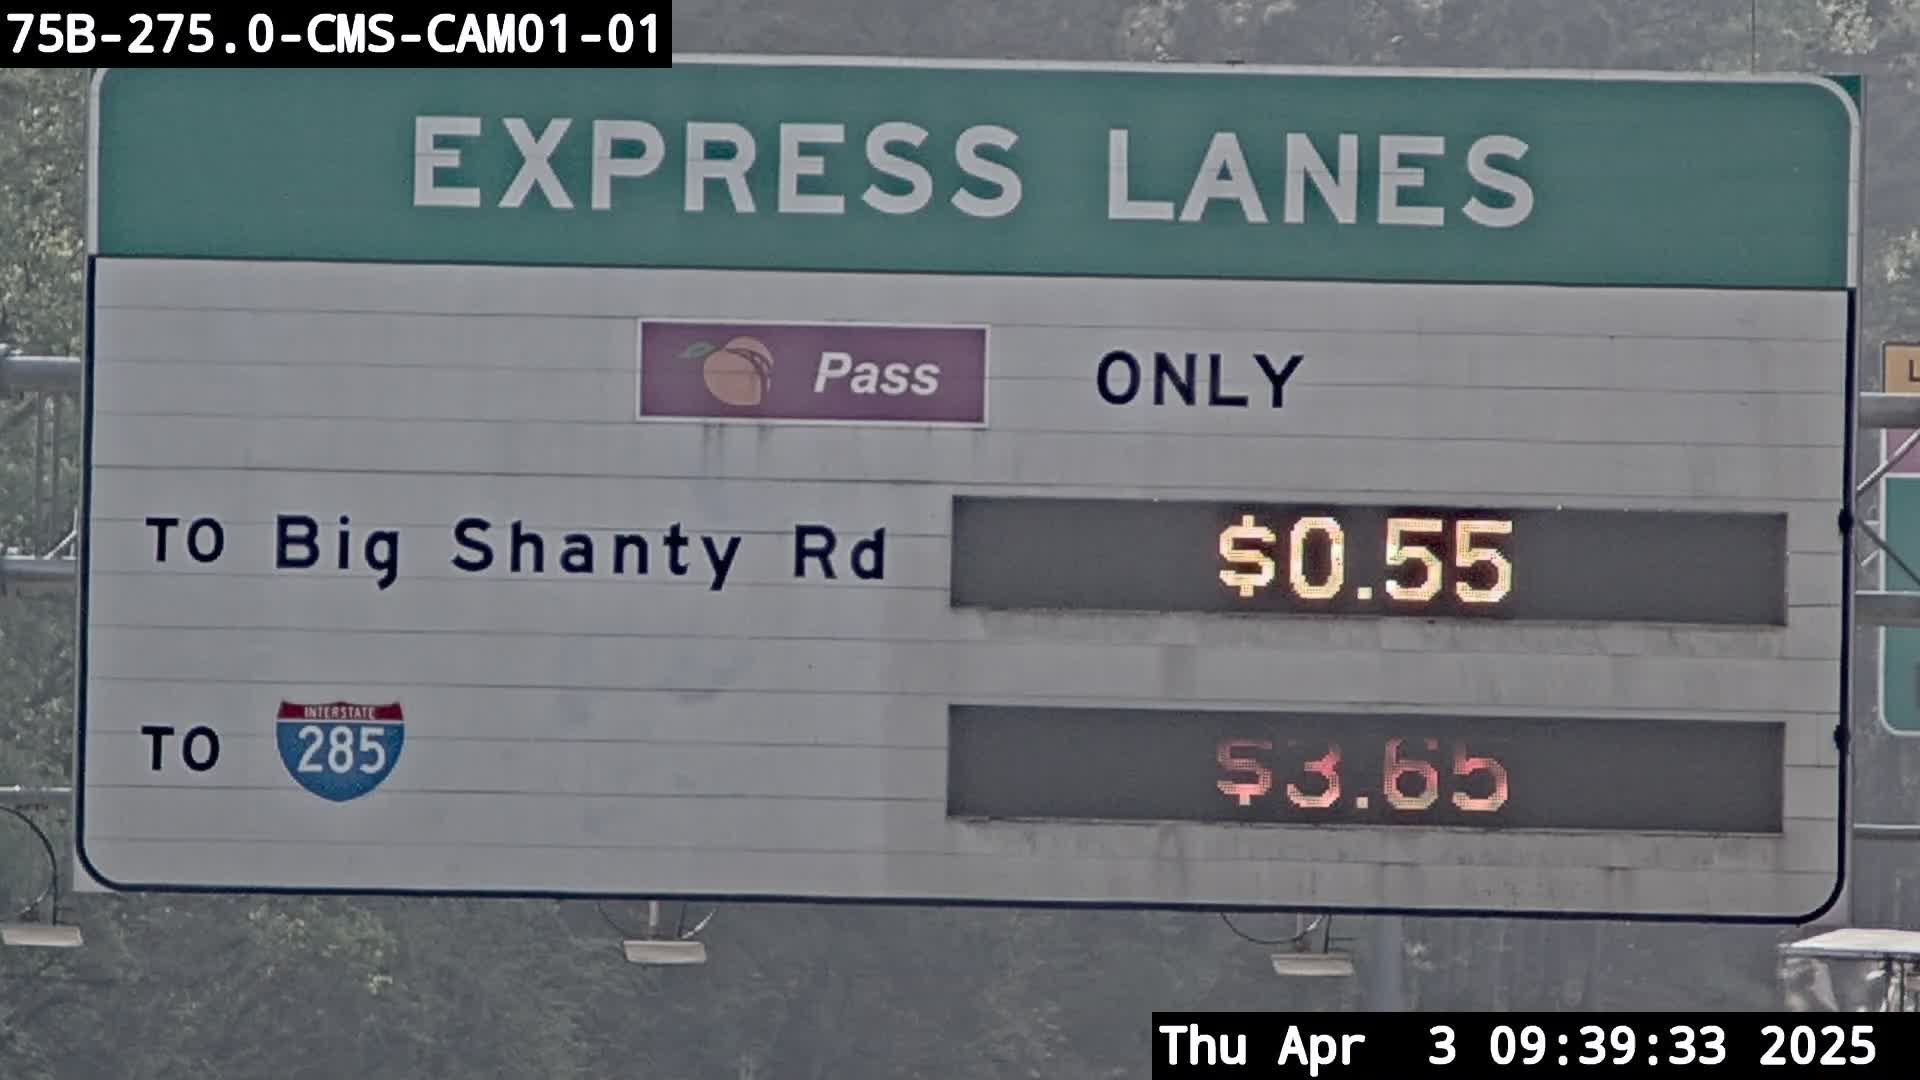 75B-275.0-CMS-CAM01-01
EXPRESS LANES
Pass ONLY
TO Big Shanty Rd $0.55
TO INTERSTATE 285 $3.65
Thu Apr 3 09:39:33 2025